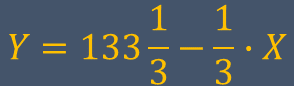 Y = 133 1/3 − 1/3 · X